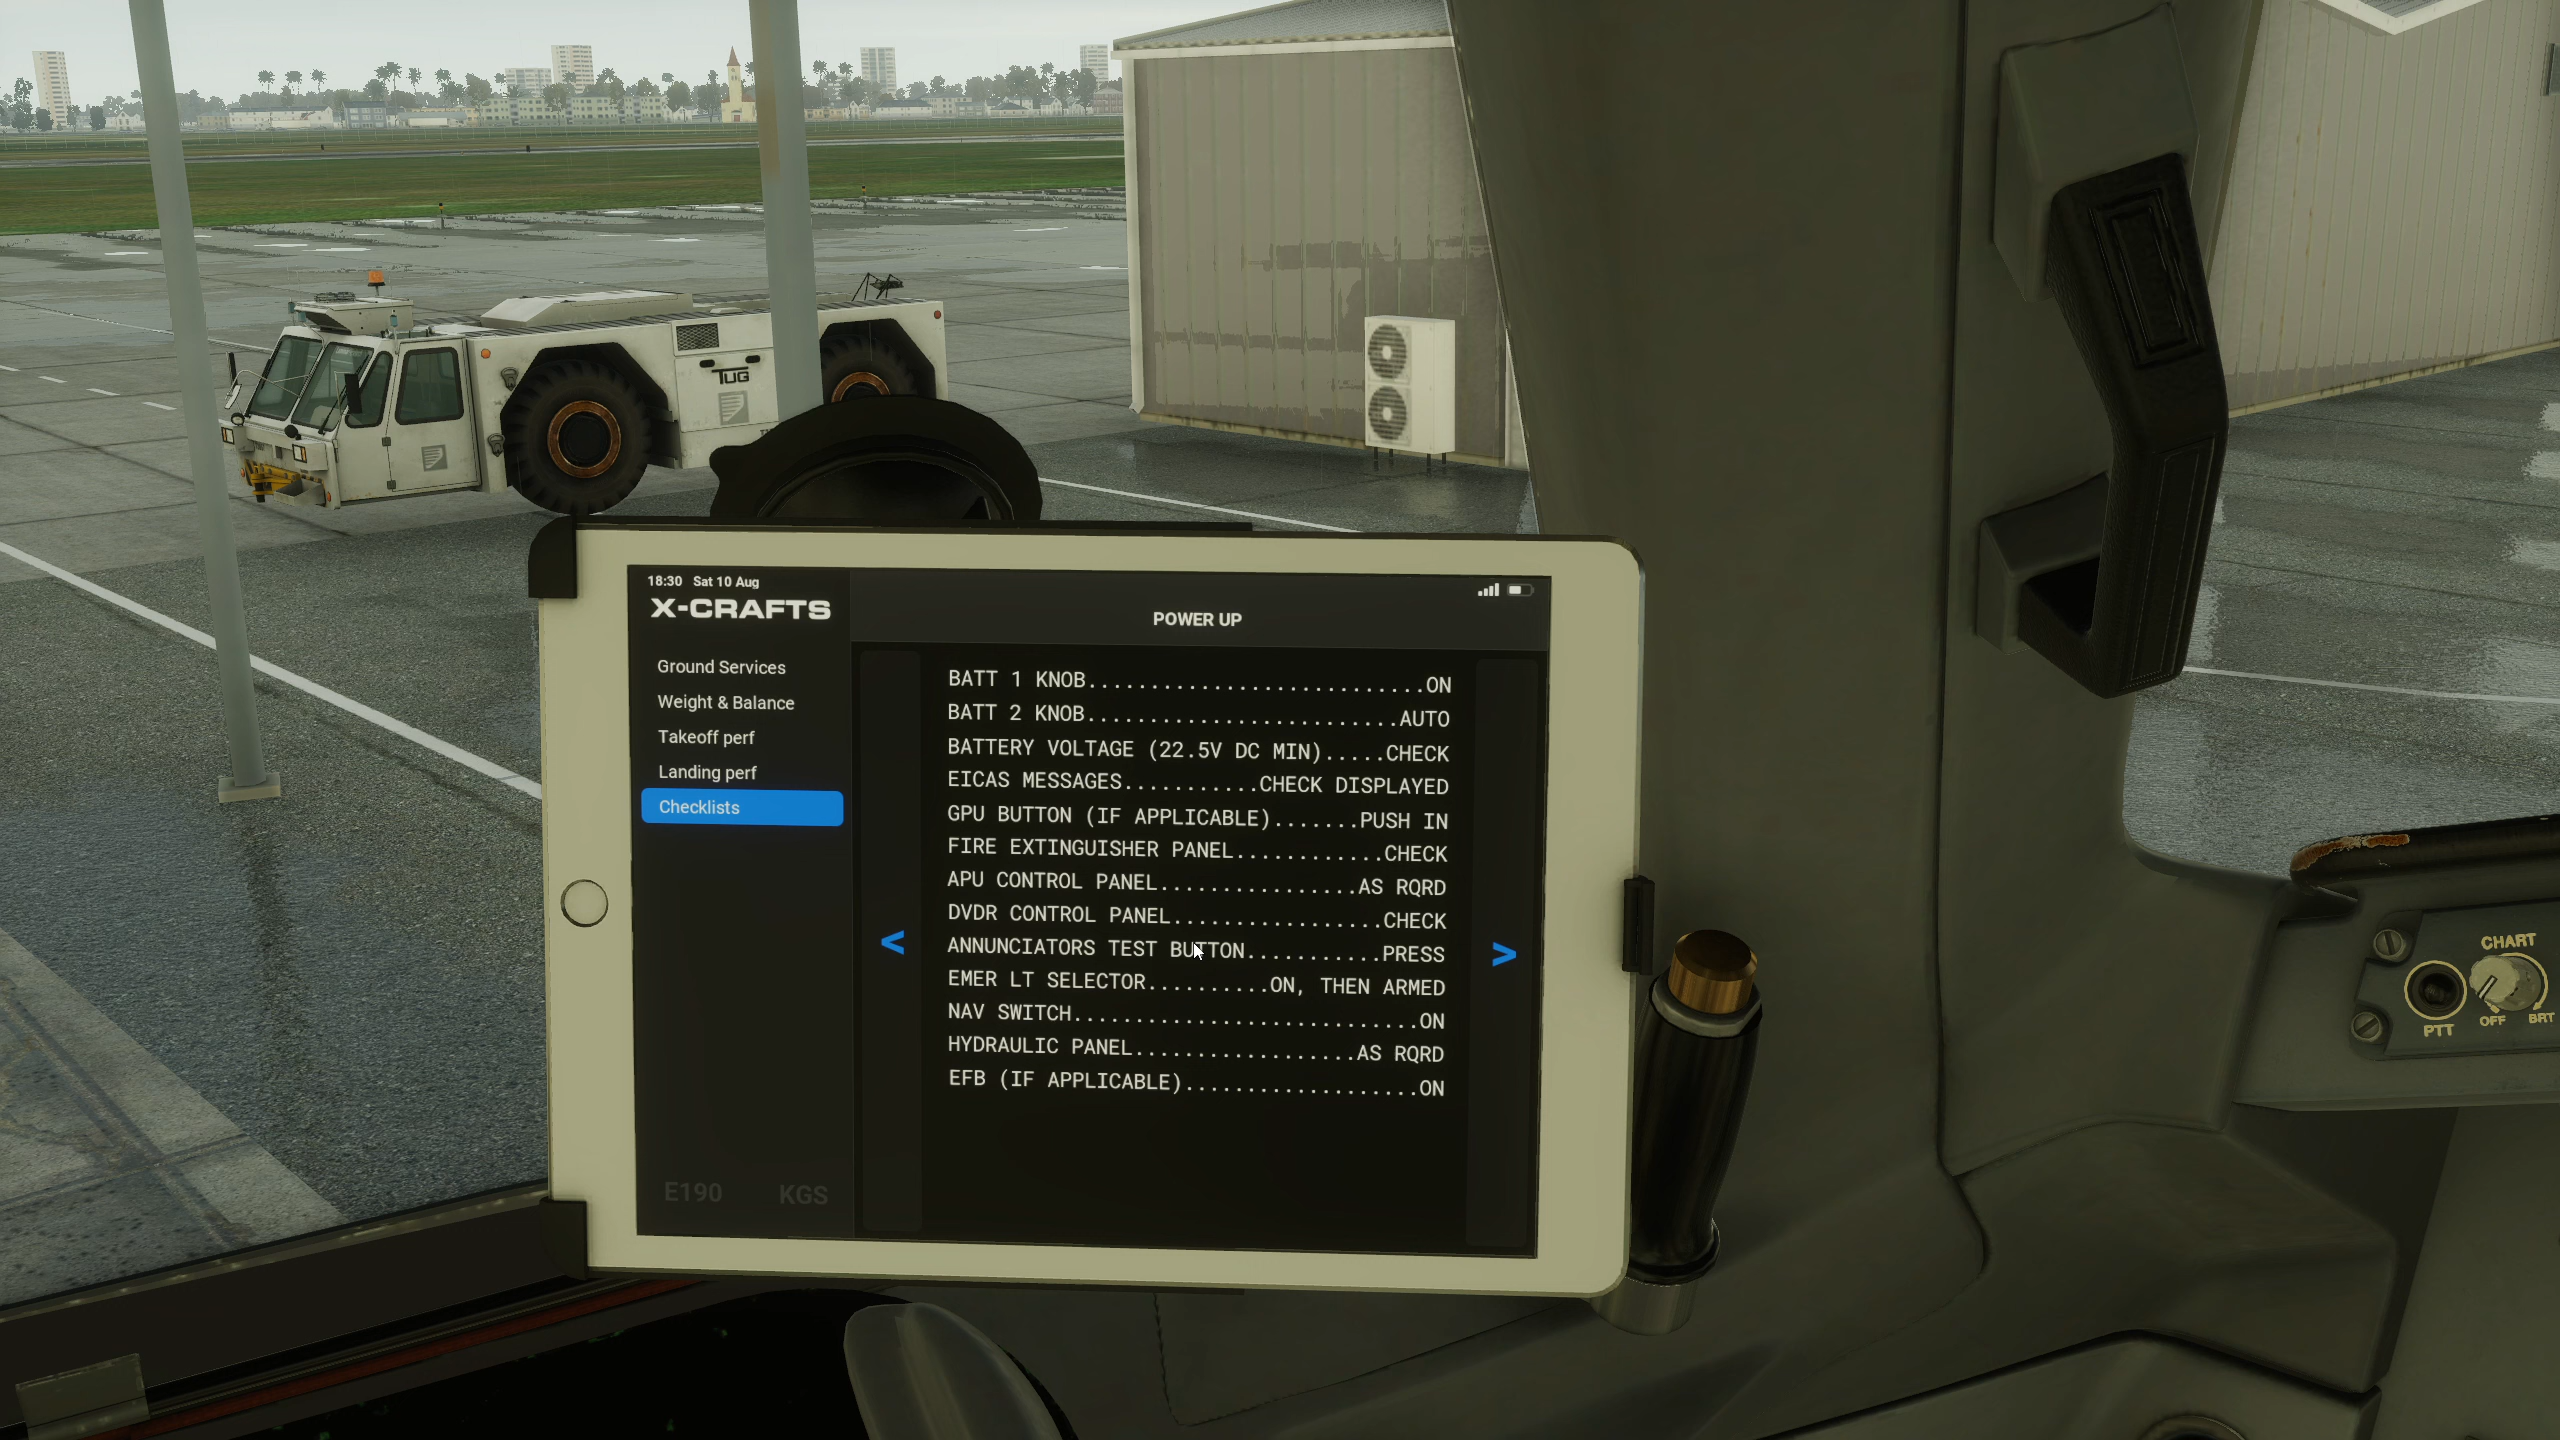 TUG
18:30 Sat 10 Aug
X-CRAFTS
POWER UP
Ground Services
Weight & Balance
Takeoff perf
Landing perf
Checklists
BATT 1 KNOB...........................ON
BATT 2 KNOB.........................AUTO
BATTERY VOLTAGE (22.5V DC MIN).....CHECK
EICAS MESSAGES...........CHECK DISPLAYED
GPU BUTTON (IF APPLICABLE).......PUSH IN
FIRE EXTINGUISHER PANEL............CHECK
APU CONTROL PANEL................AS RQRD
DVDR CONTROL PANEL.................CHECK
ANNUNCIATORS TEST BUTTON...........PRESS
EMER LT SELECTOR..........ON, THEN ARMED
NAV SWITCH............................ON
HYDRAULIC PANEL..................AS RQRD
EFB (IF APPLICABLE)...................ON
<
>
E190 KGS
CHART
PTT
OFF BRT